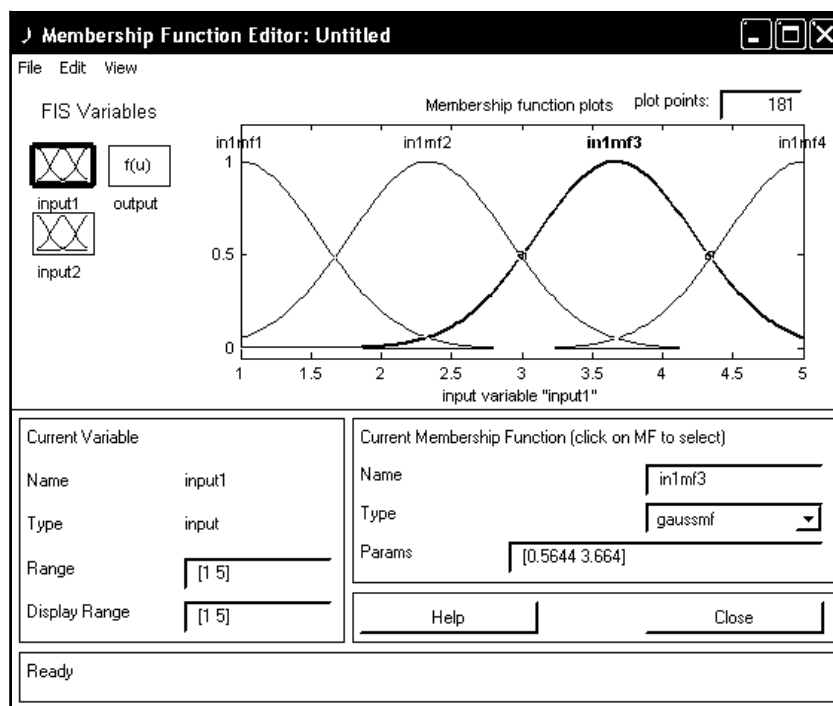 Membership Function Editor: Untitled
File Edit View
FIS Variables
input1
f(u)
output
input2
Membership function plots
plot points: 181
in1mf1 in1mf2 in1mf3 in1mf4
1
0.5
0
1 1.5 2 2.5 3 3.5 4 4.5 5
input variable "input1"
Current Variable
Name input1
Type input
Range [1 5]
Display Range [1 5]
Current Membership Function (click on MF to select)
Name in1mf3
Type gaussmf
Params [0.5644 3.664]
Help Close
Ready